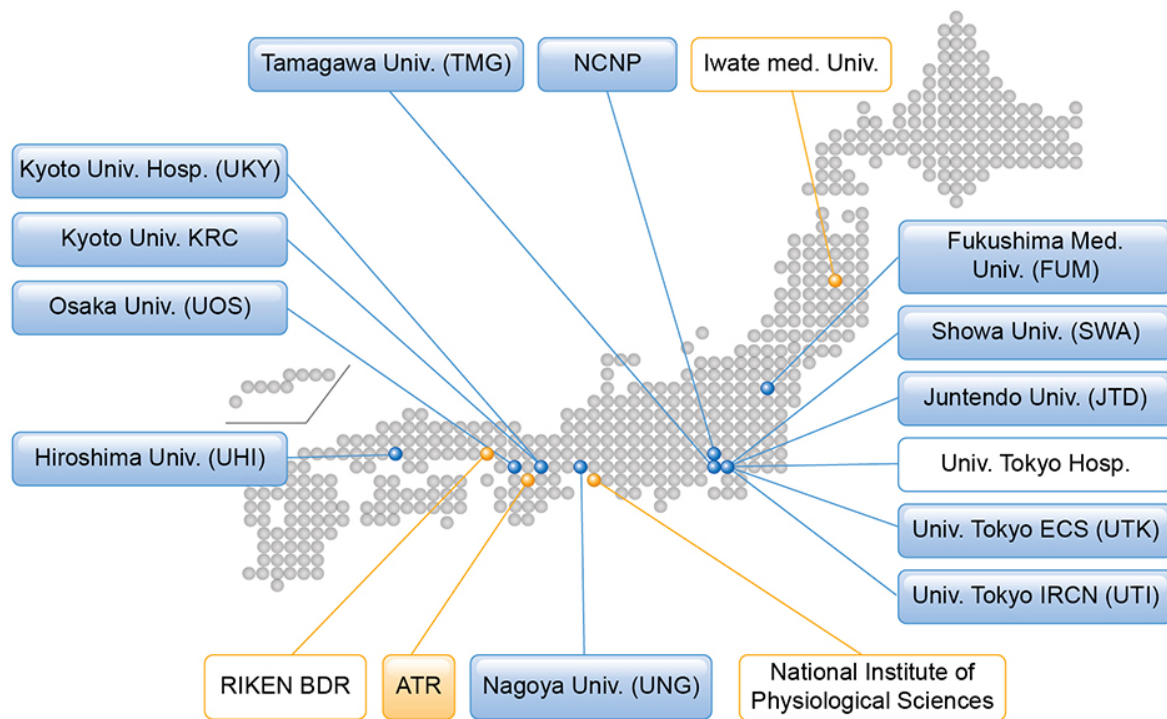 Tamagawa Univ. (TMG)
NCNP
Iwate med. Univ.
Kyoto Univ. Hosp. (UKY)
Kyoto Univ. KRC
Osaka Univ. (UOS)
Hiroshima Univ. (UHI)
Fukushima Med.
Univ. (FUM)
Showa Univ. (SWA)
Juntendo Univ. (JTD)
Univ. Tokyo Hosp.
Univ. Tokyo ECS (UTK)
Univ. Tokyo IRCN (UTI)
RIKEN BDR
ATR
Nagoya Univ. (UNG)
National Institute of
Physiological Sciences